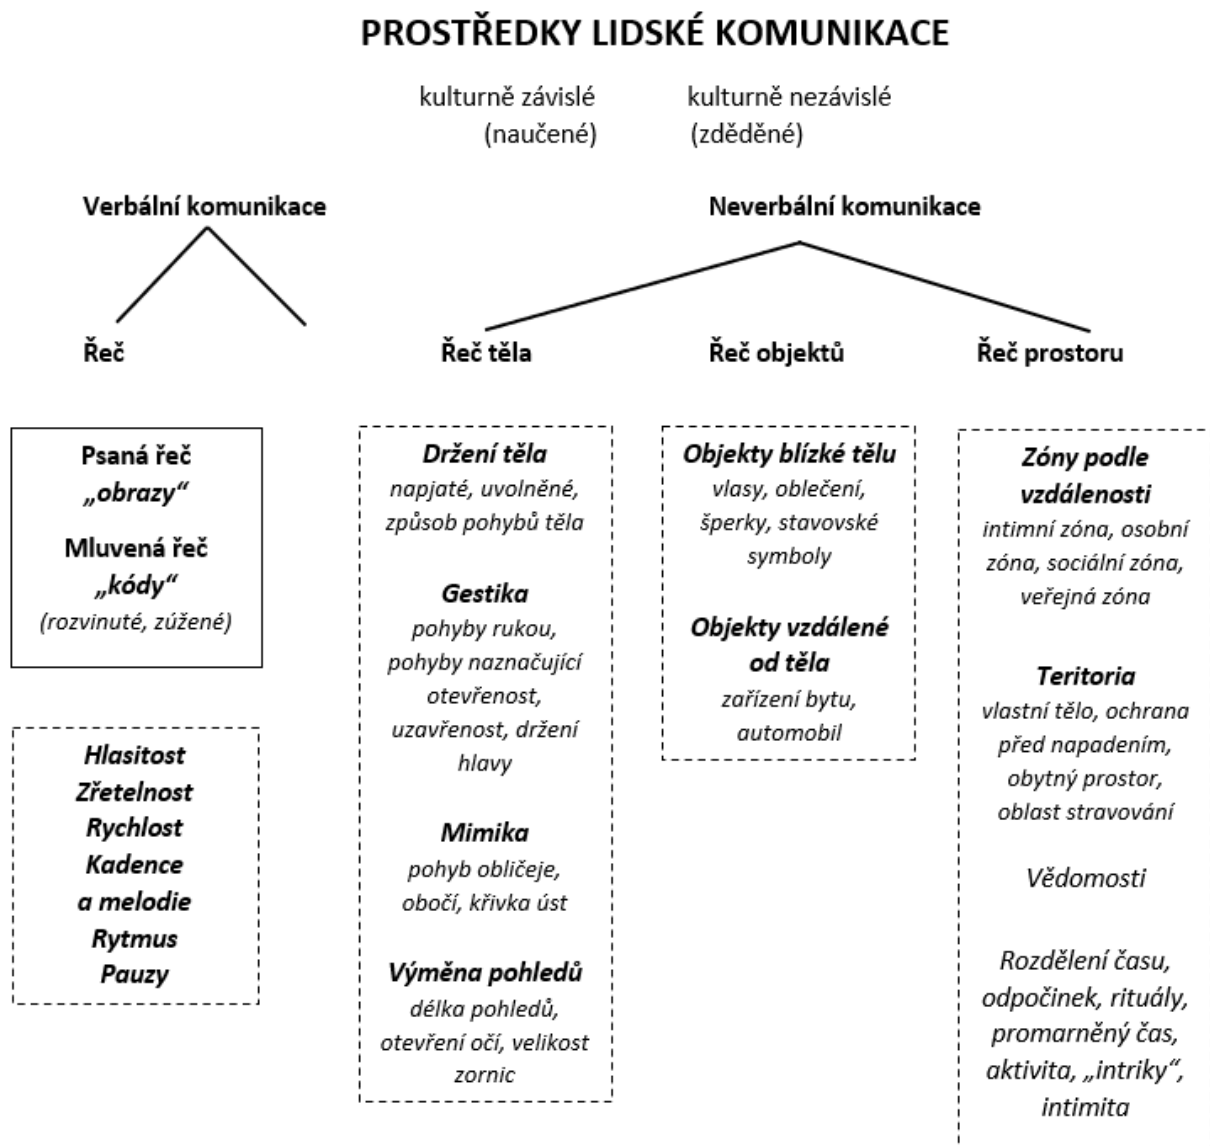 PROSTŘEDKY LIDSKÉ KOMUNIKACE
kulturně závislé
(naučené)
kulturně nezávislé
(zděděné)
Verbální komunikace
Neverbální komunikace
Řeč
Řeč těla
Řeč objektů
Řeč prostoru
Psaná řeč
„obrazy“
Mluvená řeč
„kódy“
(rozvinuté, zúžené)
Hlasitost
Zřetelnost
Rychlost
Kadence
a melodie
Rytmus
Pauzy
Držení těla
napjaté, uvolněné,
způsob pohybů těla
Gestika
pohyby rukou,
pohyby naznačující
otevřenost,
uzavřenost, držení
hlavy
Mimika
pohyb obličeje,
obočí, křivka úst
Výměna pohledů
délka pohledů,
otevření očí, velikost
zornic
Objekty blízké tělu
vlasy, oblečení,
šperky, stavovské
symboly
Objekty vzdálené
od těla
zařízení bytu,
automobil
Zóny podle
vzdálenosti
intimní zóna, osobní
zóna, sociální zóna,
veřejná zóna
Teritoria
vlastní tělo, ochrana
před napadením,
obytný prostor,
oblast stravování
Vědomosti
Rozdělení času,
odpočinek, rituály,
promarněný čas,
aktivita, „intriky“,
intimita